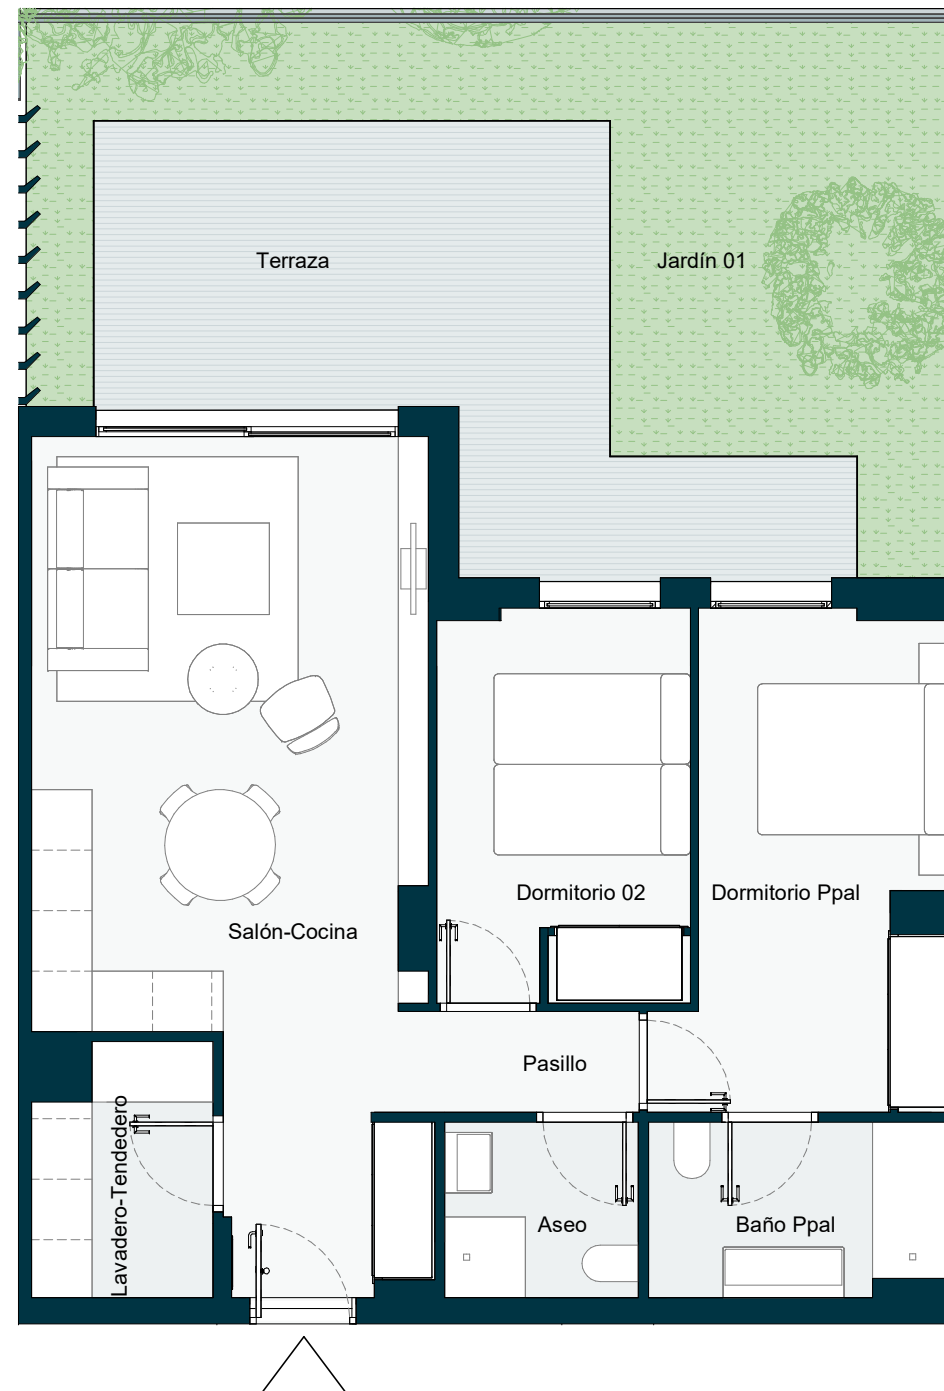 Terraza
Jardín 01
Dormitorio 02
Dormitorio Ppal
Salón-Cocina
Pasillo
Lavadero-Tendedero
Aseo
Baño Ppal